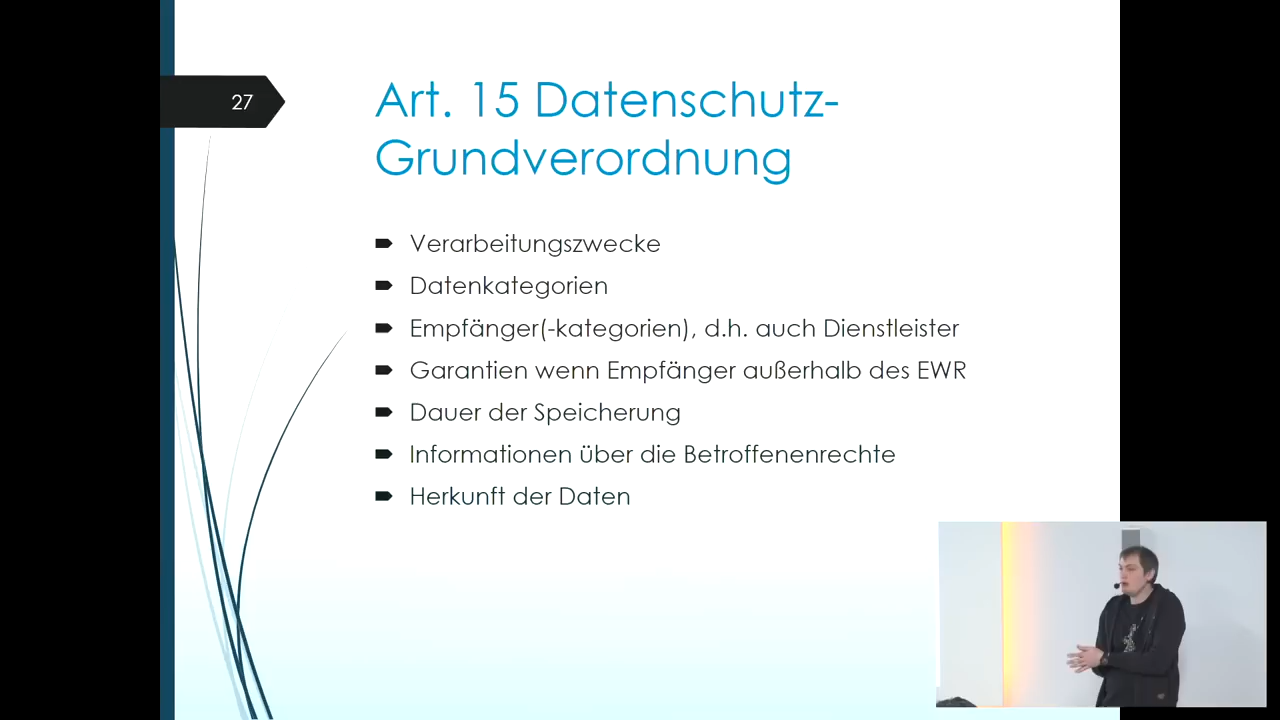 27
Art. 15 Datenschutz-
Grundverordnung
Verarbeitungszwecke
Datenkategorien
Empfänger(-kategorien), d.h. auch Dienstleister
Garantien wenn Empfänger außerhalb des EWR
Dauer der Speicherung
Informationen über die Betroffenenrechte
Herkunft der Daten